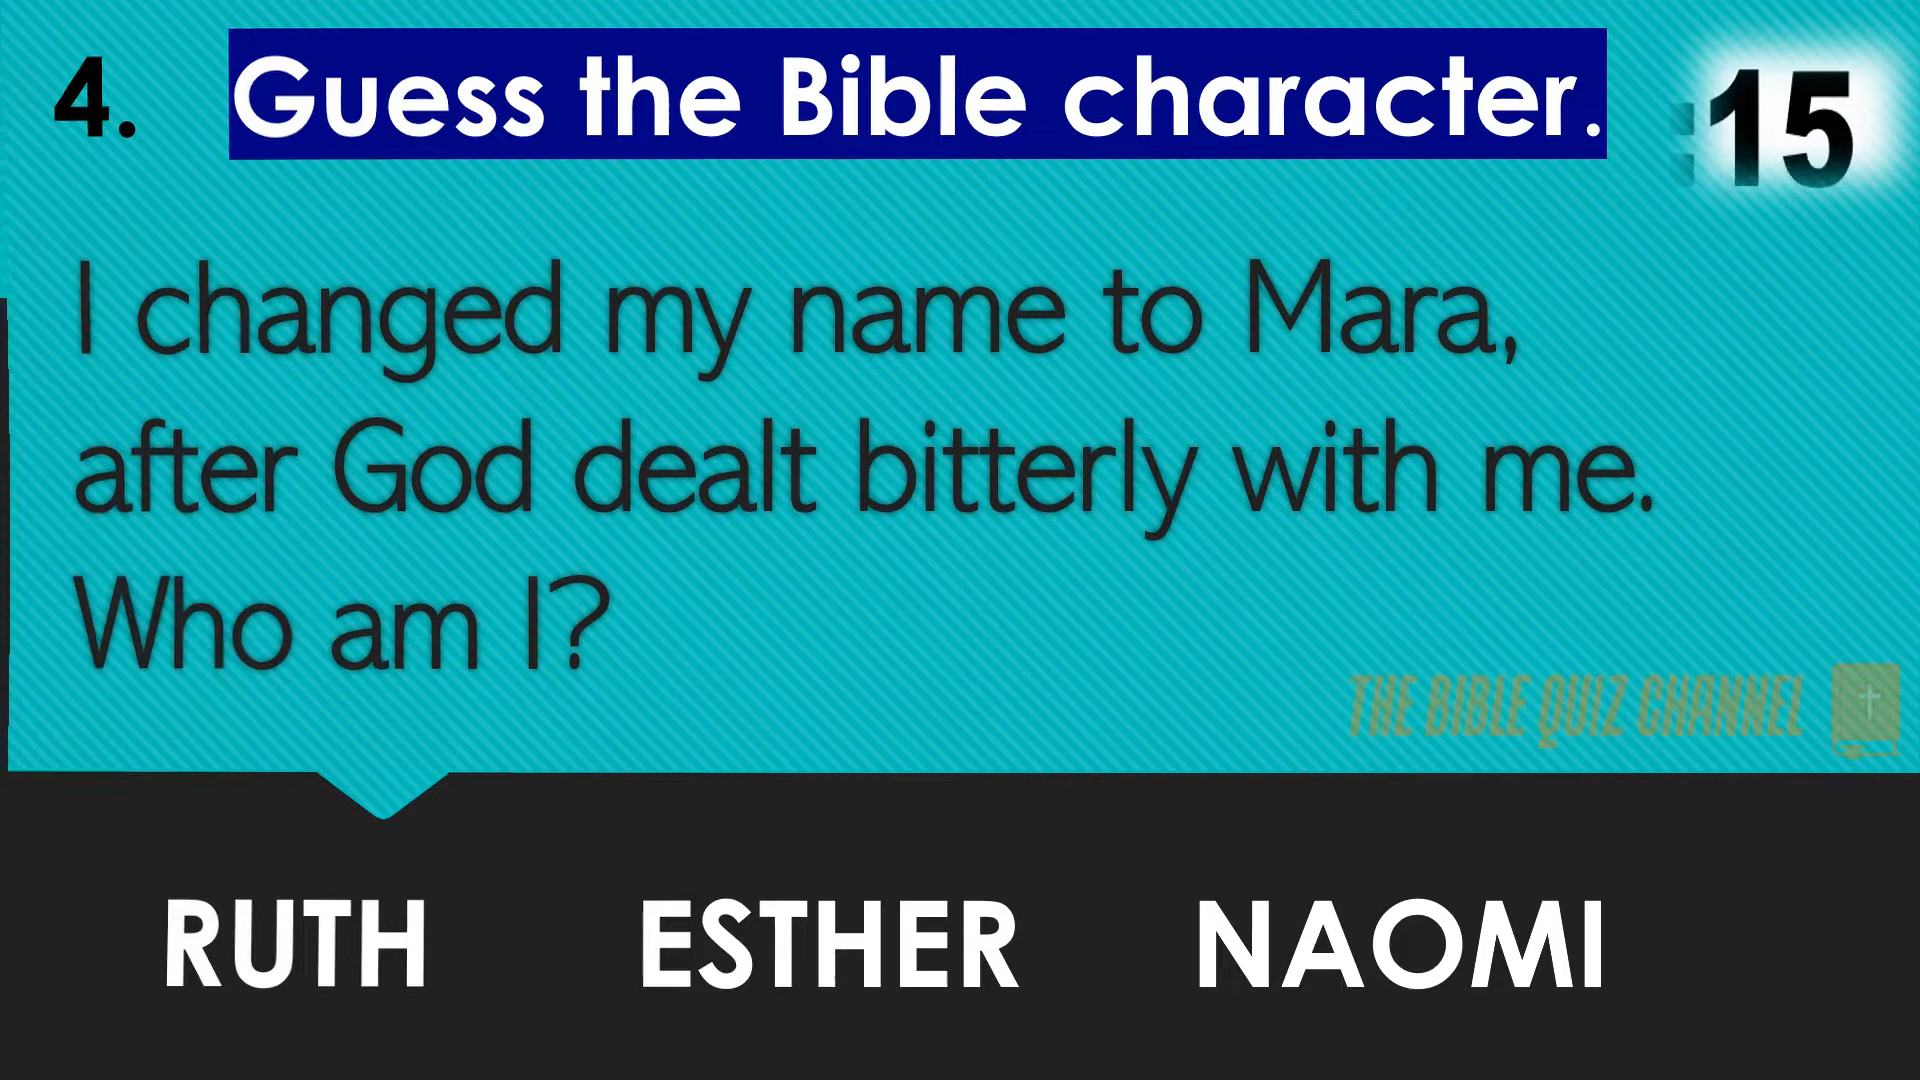 4. Guess the Bible character. :15
I changed my name to Mara,
after God dealt bitterly with me.
Who am I?
THE BIBLE QUIZ CHANNEL
RUTH ESTHER NAOMI